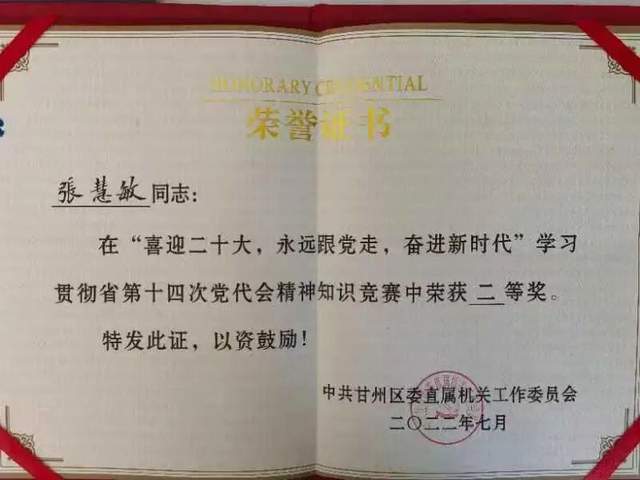 HONORARY CREDENTIAL
荣誉证书
張慧敏同志：
在“喜迎二十大，永远跟党走，奋进新时代”学习
贯彻省第十四次党代会精神知识竞赛中荣获二等奖。
特发此证，以资鼓励！
中共甘州区委直属机关工作委员会
二〇二二年七月